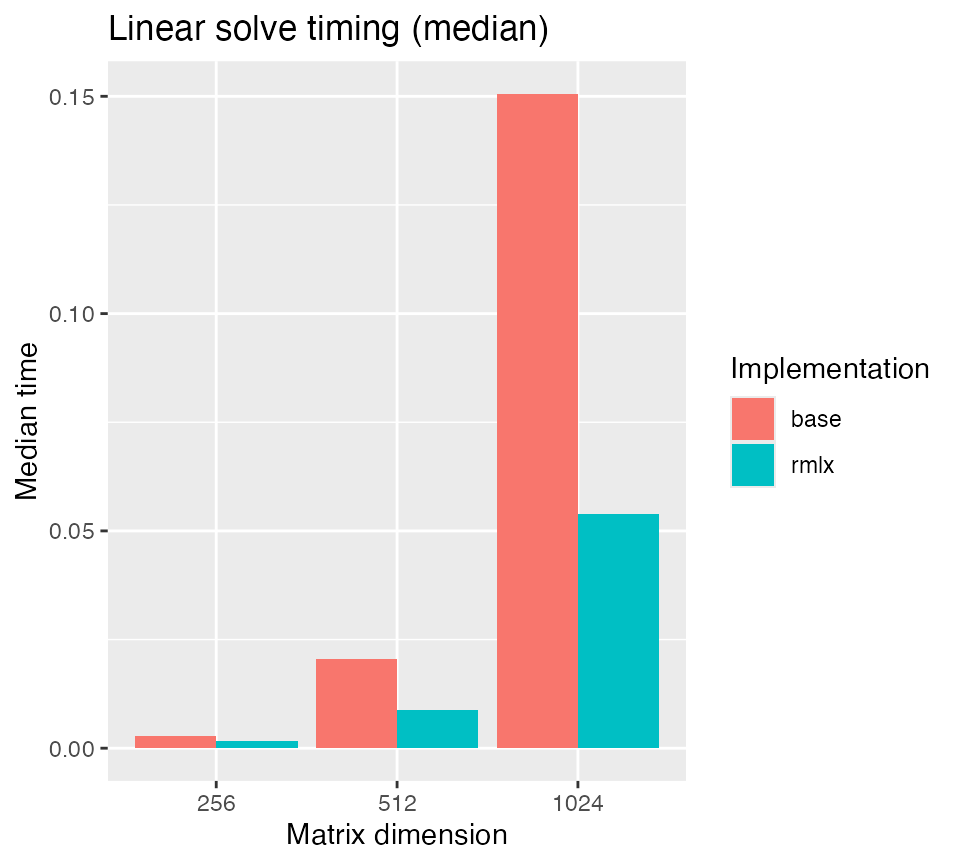 Linear solve timing (median)
0.15
0.10
0.05
0.00
Median time
256 512 1024
Matrix dimension
Implementation
base
rmlx